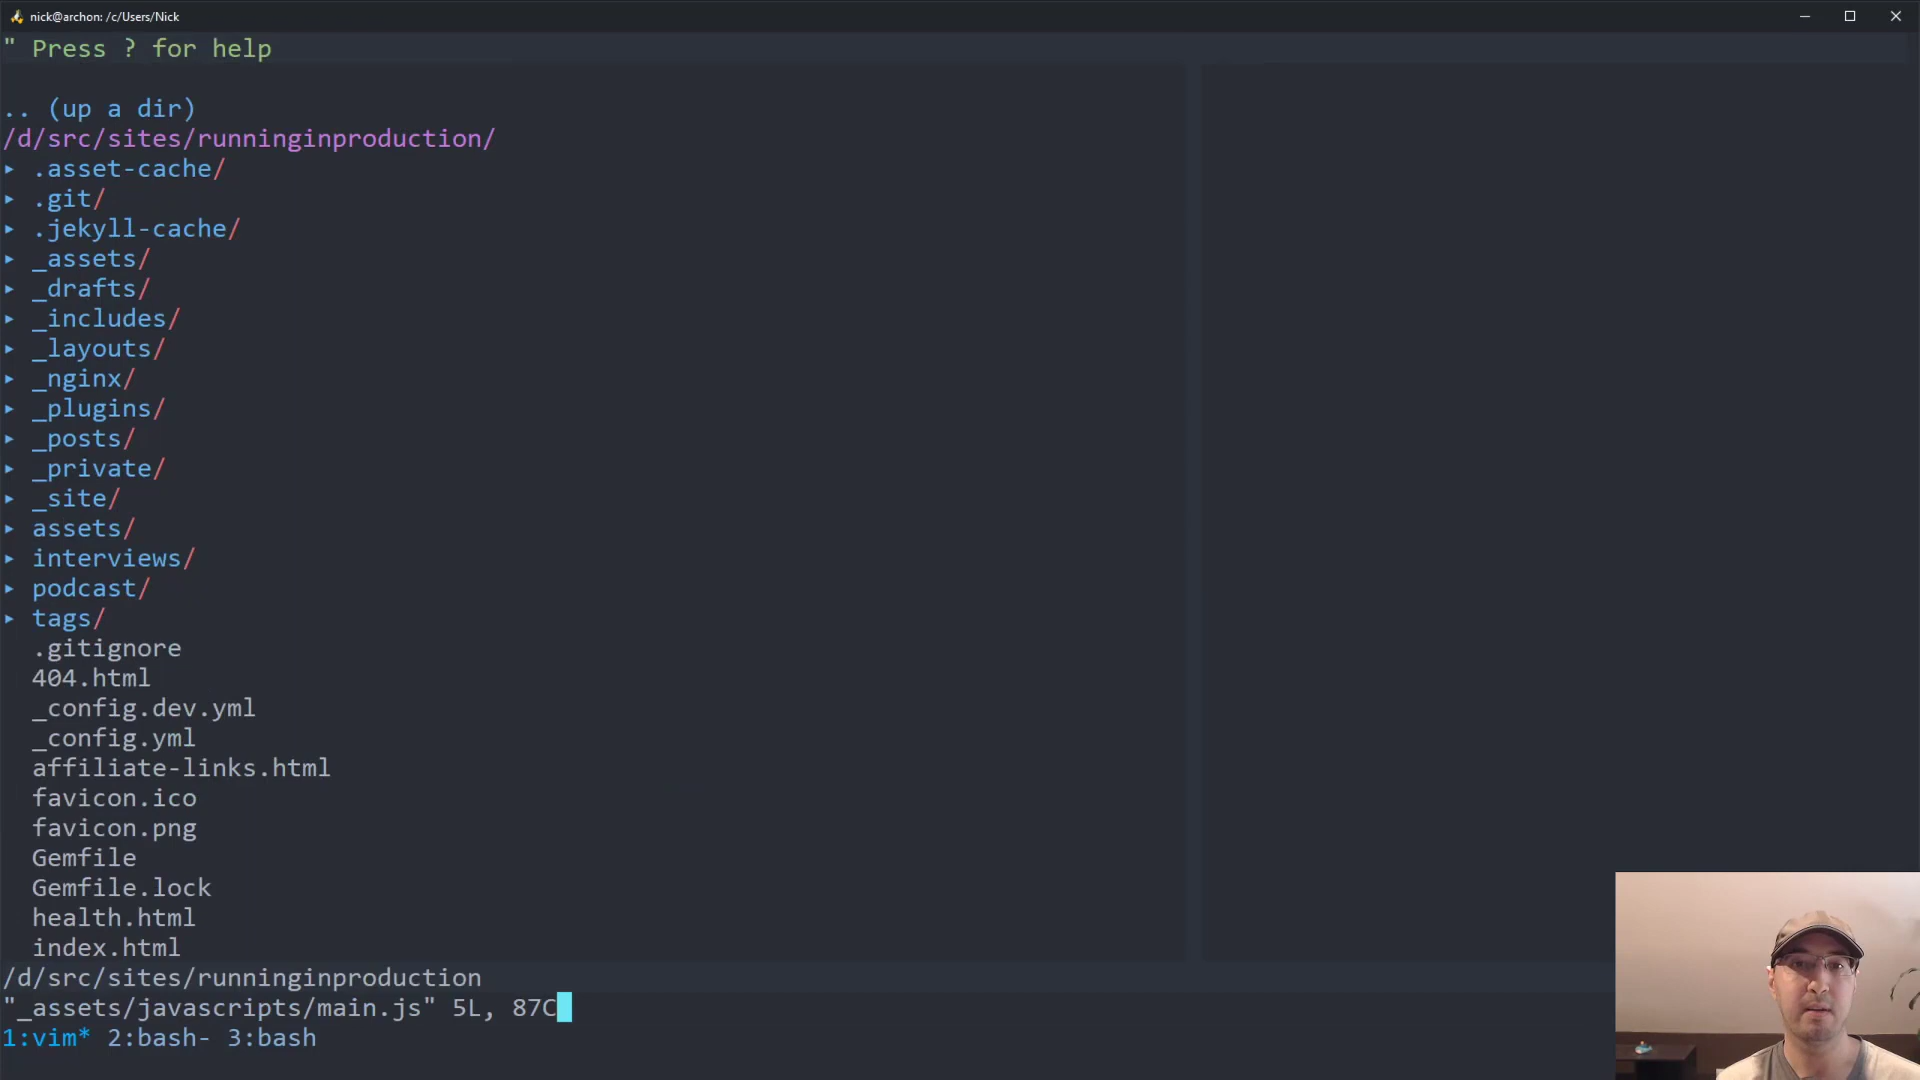 nick@archon: /c/Users/Nick
" Press ? for help
.. (up a dir)
/d/src/sites/runninginproduction/
▸ .asset-cache/
▸ .git/
▸ .jekyll-cache/
▸ _assets/
▸ _drafts/
▸ _includes/
▸ _layouts/
▸ _nginx/
▸ _plugins/
▸ _posts/
▸ _private/
▸ _site/
▸ assets/
▸ interviews/
▸ podcast/
▸ tags/
.gitignore
404.html
_config.dev.yml
_config.yml
affiliate-links.html
favicon.ico
favicon.png
Gemfile
Gemfile.lock
health.html
index.html
/d/src/sites/runninginproduction
"_assets/javascripts/main.js" 5L, 87C
1:vim* 2:bash- 3:bash